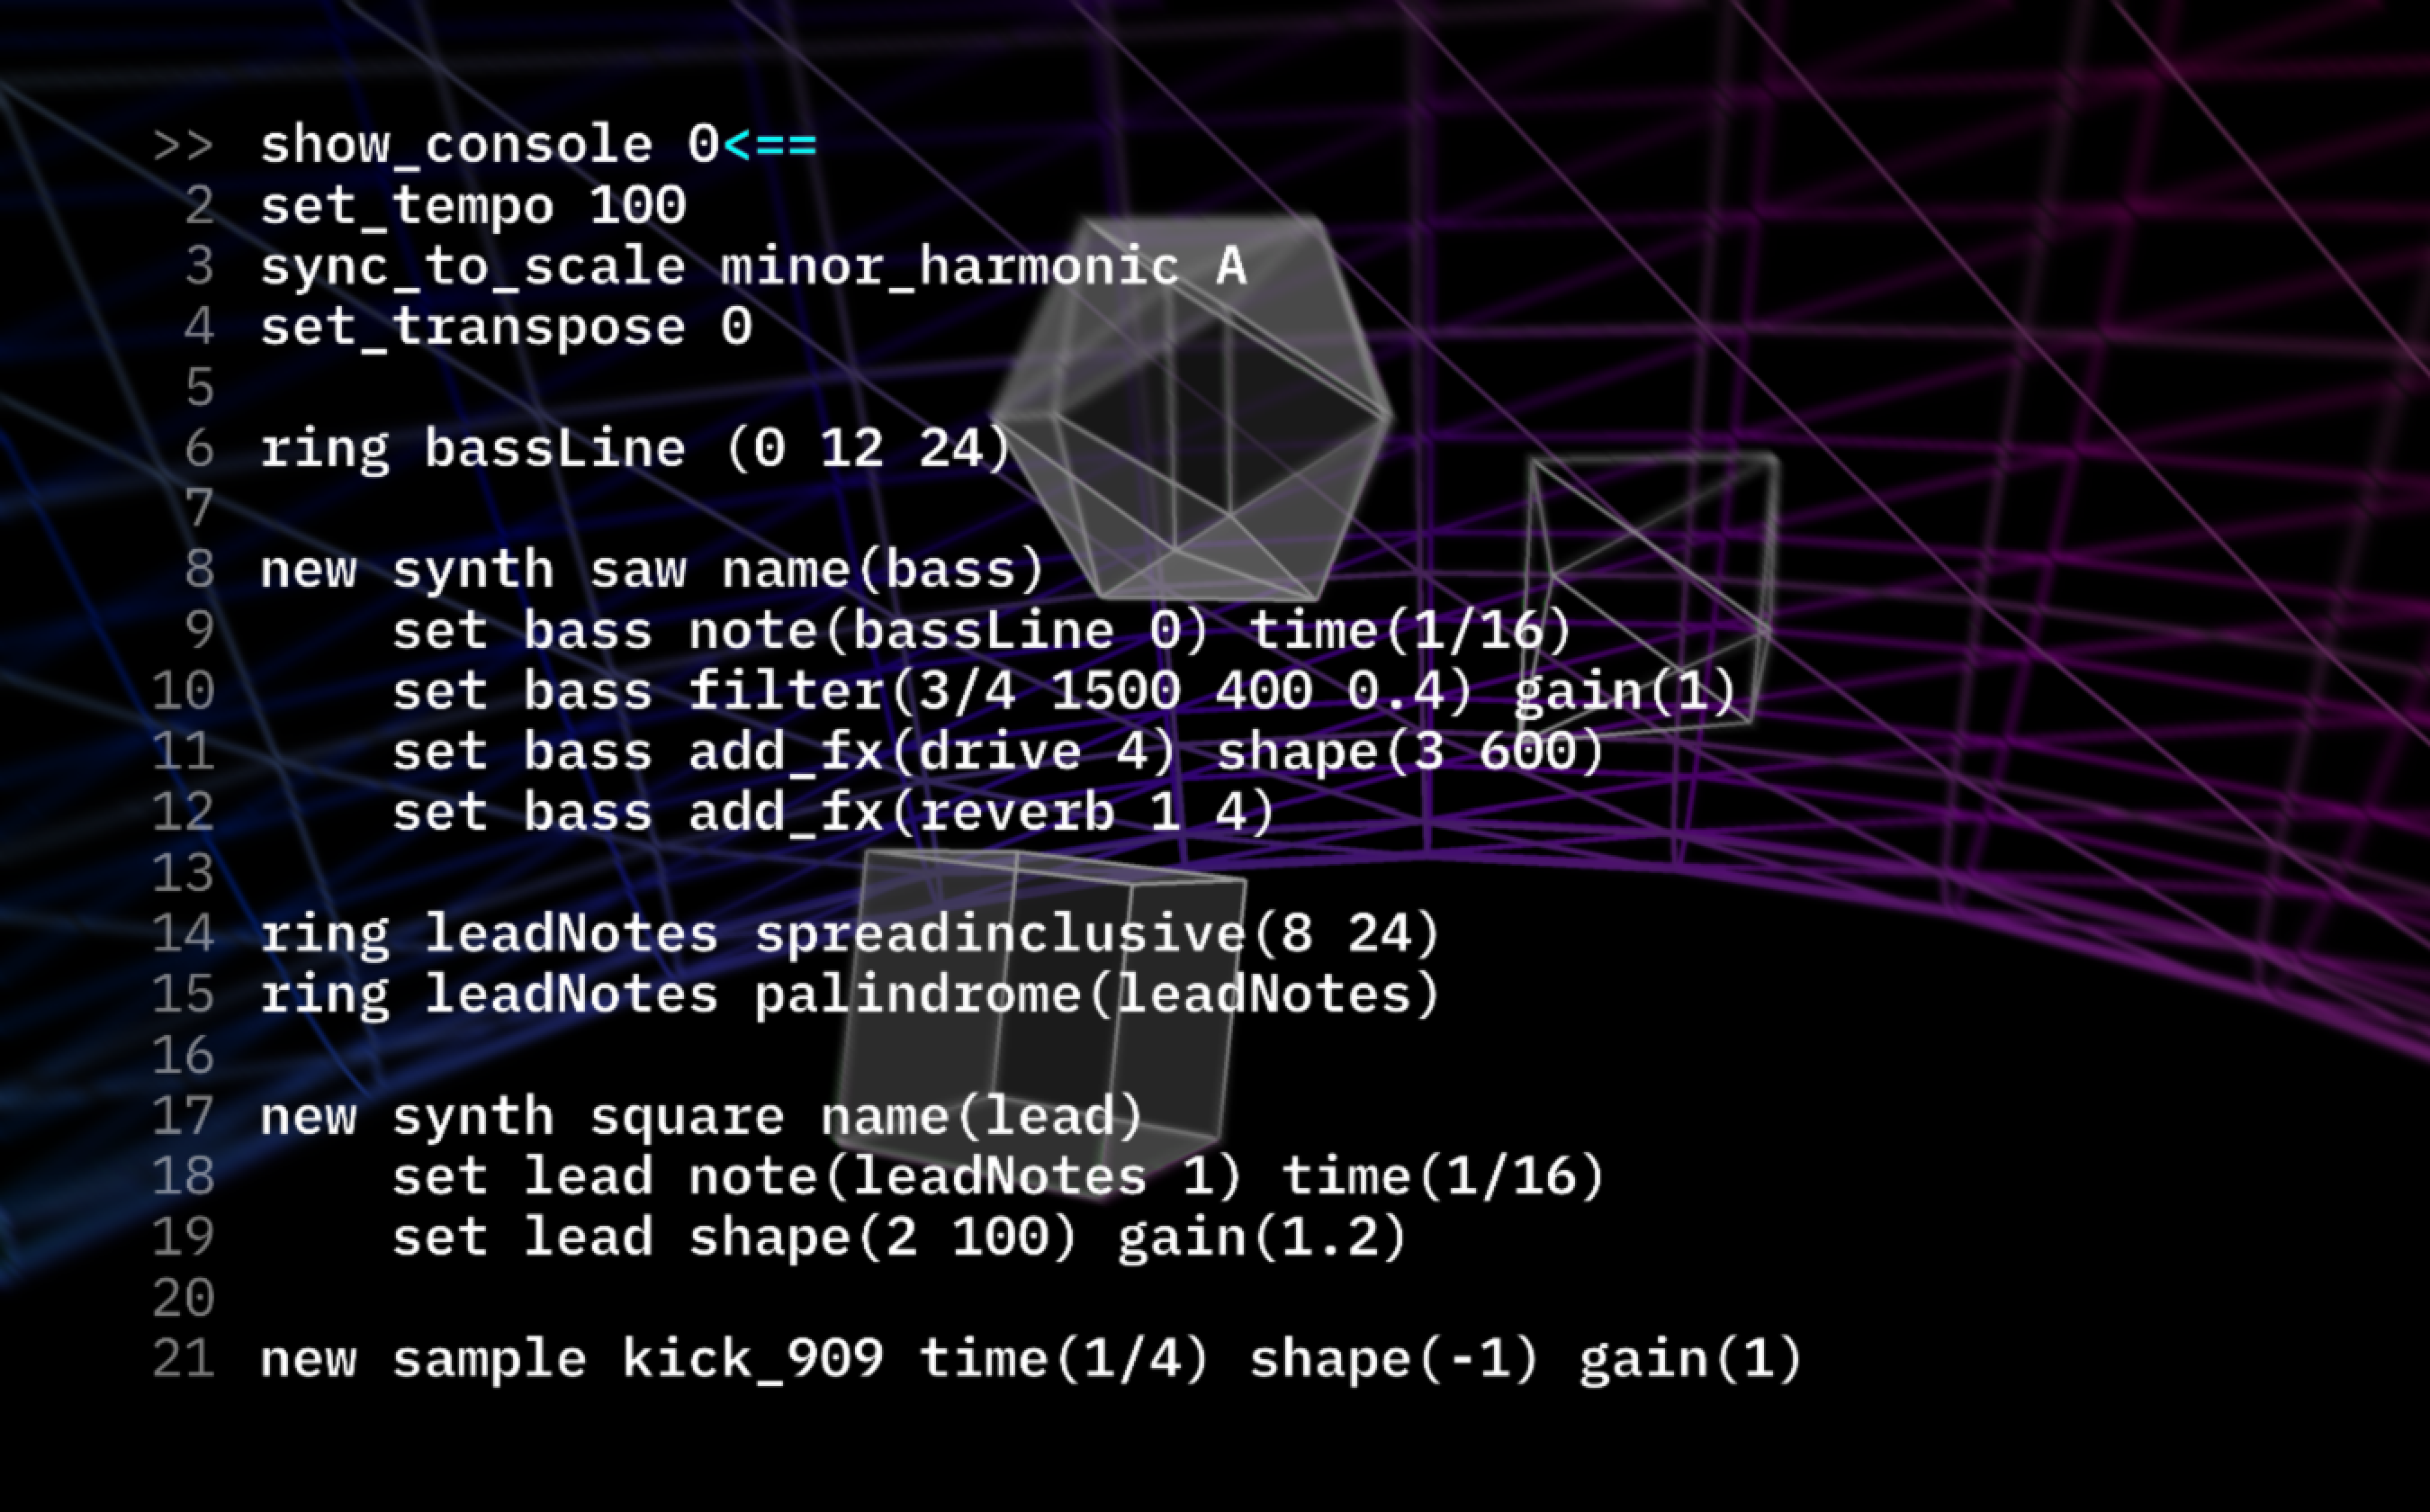 >> show_console 0<==
2 set_tempo 100
3 sync_to_scale minor_harmonic A
4 set_transpose 0
5
6 ring bassLine (0 12 24)
7
8 new synth saw name(bass)
9     set bass note(bassLine 0) time(1/16)
10     set bass filter(3/4 1500 400 0.4) gain(1)
11     set bass add_fx(drive 4) shape(3 600)
12     set bass add_fx(reverb 1 4)
13
14 ring leadNotes spreadinclusive(8 24)
15 ring leadNotes palindrome(leadNotes)
16
17 new synth square name(lead)
18     set lead note(leadNotes 1) time(1/16)
19     set lead shape(2 100) gain(1.2)
20
21 new sample kick_909 time(1/4) shape(-1) gain(1)